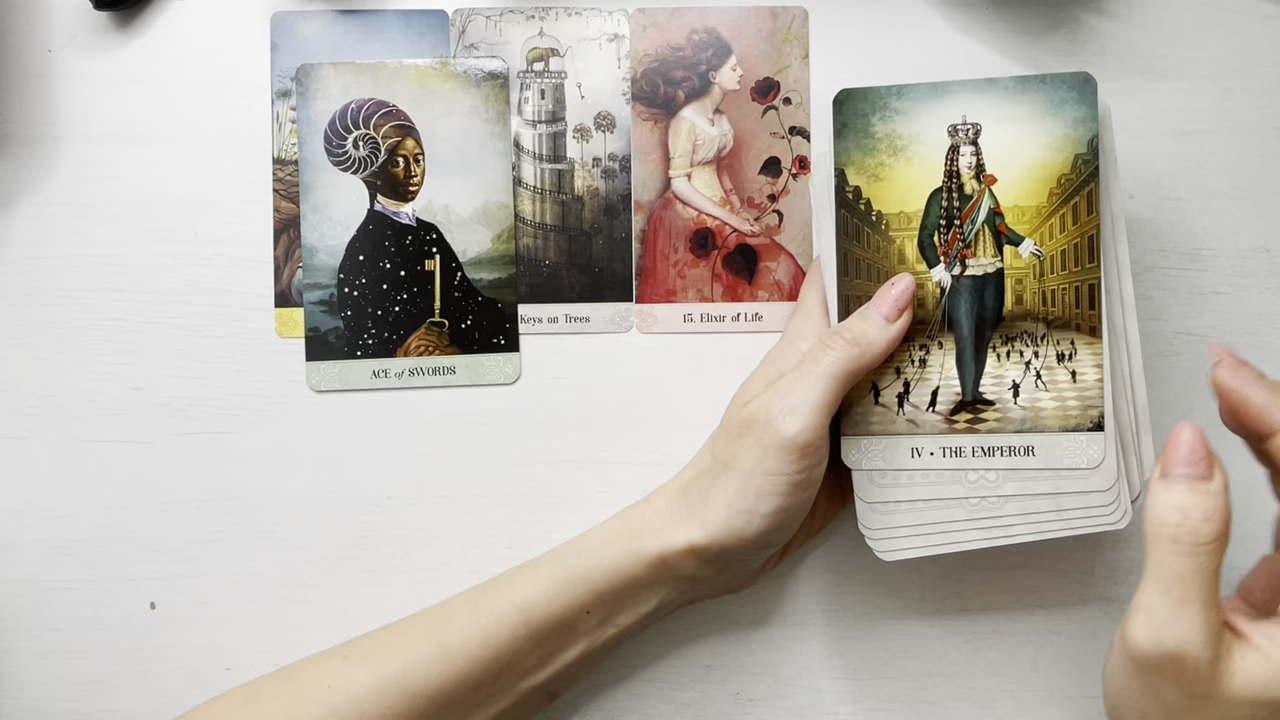 Keys on Trees
15. Elixir of Life
ACE of SWORDS
IV • THE EMPEROR